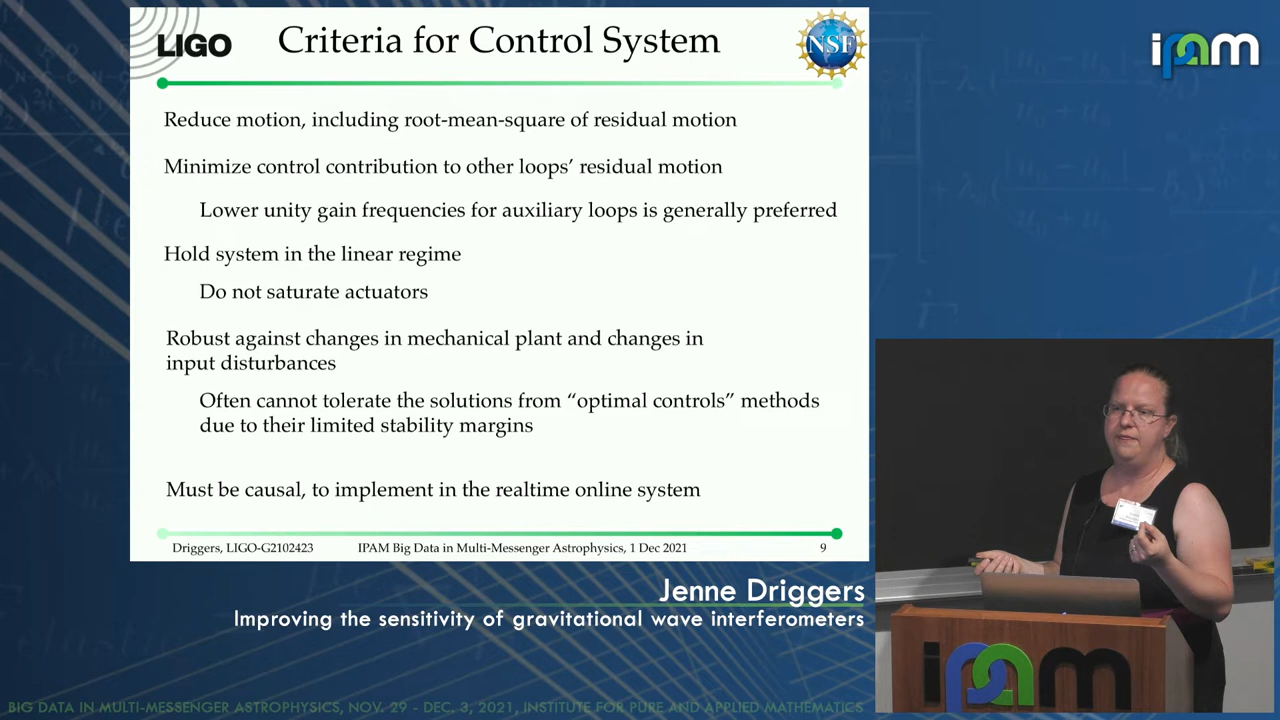 LIGO
Criteria for Control System
NSF
ipam
Reduce motion, including root-mean-square of residual motion
Minimize control contribution to other loops’ residual motion
Lower unity gain frequencies for auxiliary loops is generally preferred
Hold system in the linear regime
Do not saturate actuators
Robust against changes in mechanical plant and changes in
input disturbances
Often cannot tolerate the solutions from “optimal controls” methods
due to their limited stability margins
Must be causal, to implement in the realtime online system
Driggers, LIGO-G2102423
IPAM Big Data in Multi-Messenger Astrophysics, 1 Dec 2021
9
Jenne Driggers
Improving the sensitivity of gravitational wave interferometers
ipam
BIG DATA IN MULTI-MESSENGER ASTROPHYSICS, NOV. 29 - DEC. 3, 2021, INSTITUTE FOR PURE AND APPLIED MATHEMATICS